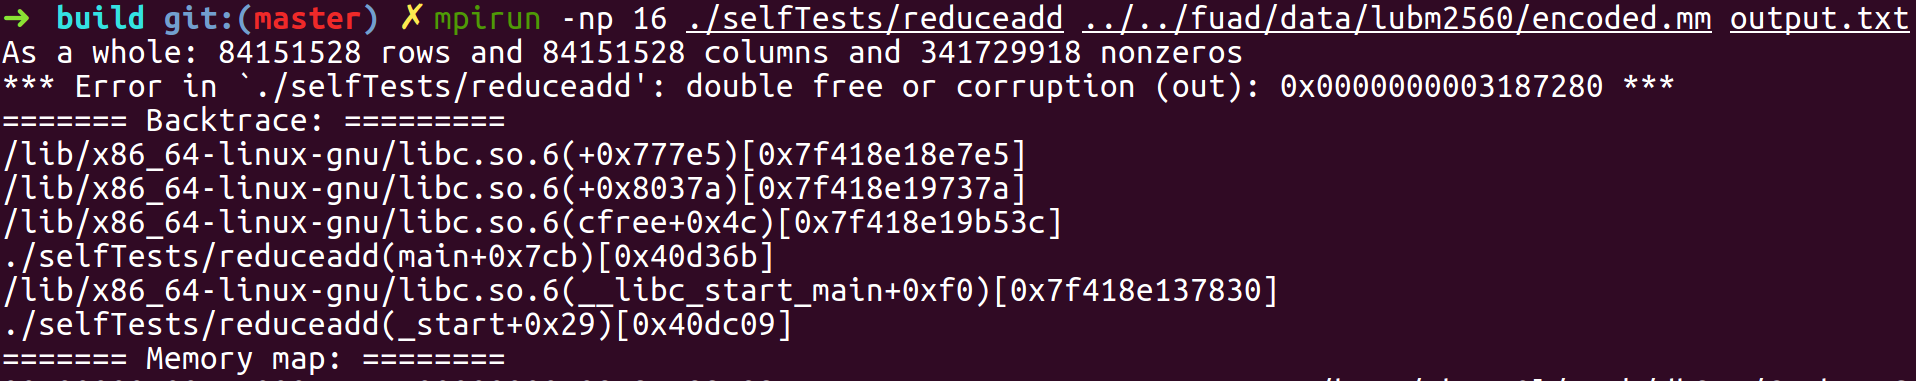 ➜ build git:(master) ✗ mpirun -np 16 ./selfTests/reduceadd ../../fuad/data/lubm2560/encoded.mm output.txt
As a whole: 84151528 rows and 84151528 columns and 341729918 nonzeros
*** Error in `./selfTests/reduceadd': double free or corruption (out): 0x0000000003187280 ***
======= Backtrace: =========
/lib/x86_64-linux-gnu/libc.so.6(+0x777e5)[0x7f418e18e7e5]
/lib/x86_64-linux-gnu/libc.so.6(+0x8037a)[0x7f418e19737a]
/lib/x86_64-linux-gnu/libc.so.6(cfree+0x4c)[0x7f418e19b53c]
./selfTests/reduceadd(main+0x7cb)[0x40d36b]
/lib/x86_64-linux-gnu/libc.so.6(__libc_start_main+0xf0)[0x7f418e137830]
./selfTests/reduceadd(_start+0x29)[0x40dc09]
======= Memory map: ========